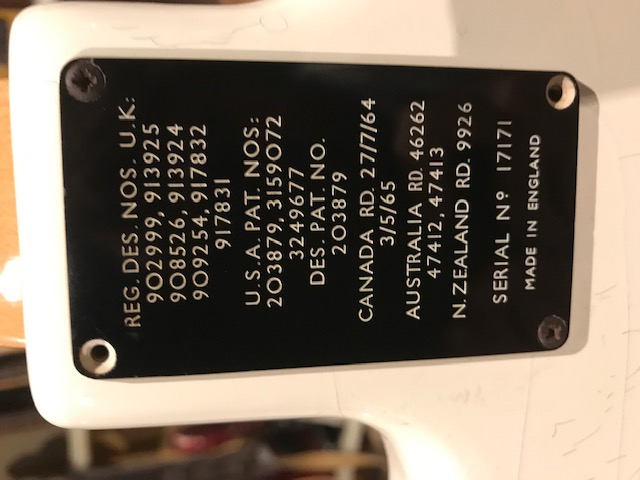 REG. DES. NOS. U.K:
902999, 913925
908526, 913924
909254, 917832
917831
U.S.A. PAT. NOS:
203879, 3159072
3249677
DES. PAT. NO.
203879
CANADA RD. 27/7/64
3/5/65
AUSTRALIA RD. 46262
47412, 47413
N.ZEALAND RD. 9926
SERIAL Nº 17171
MADE IN ENGLAND